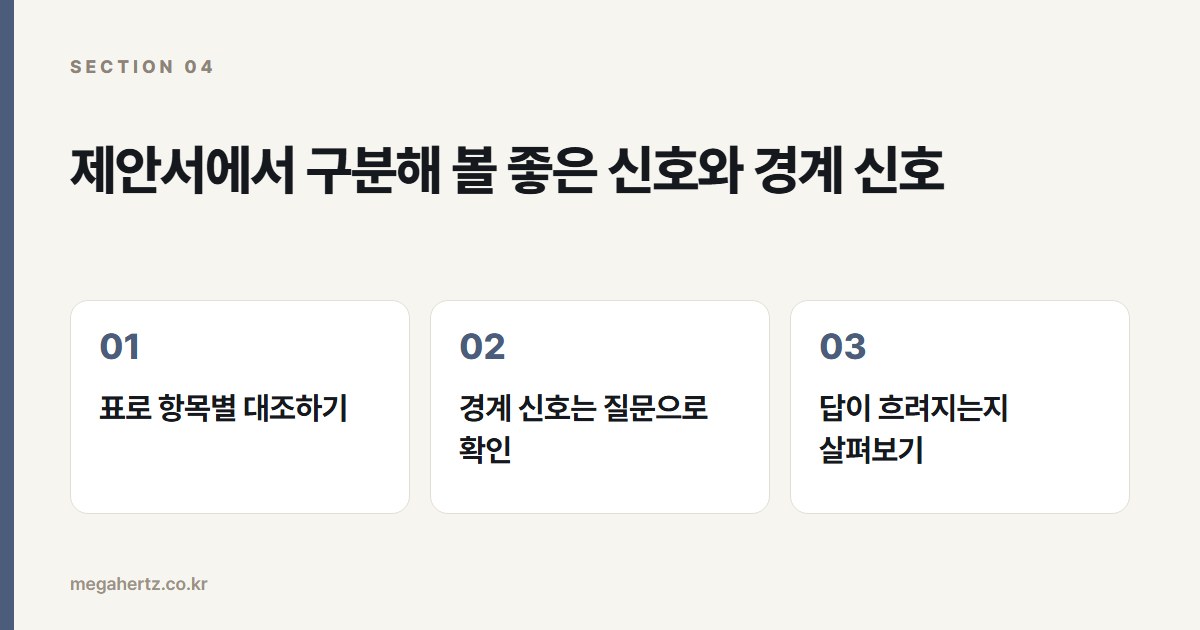 SECTION 04
제안서에서 구분해 볼 좋은 신호와 경계 신호
01
표로 항목별 대조하기
02
경계 신호는 질문으로
확인
03
답이 흐려지는지
살펴보기
megahertz.co.kr